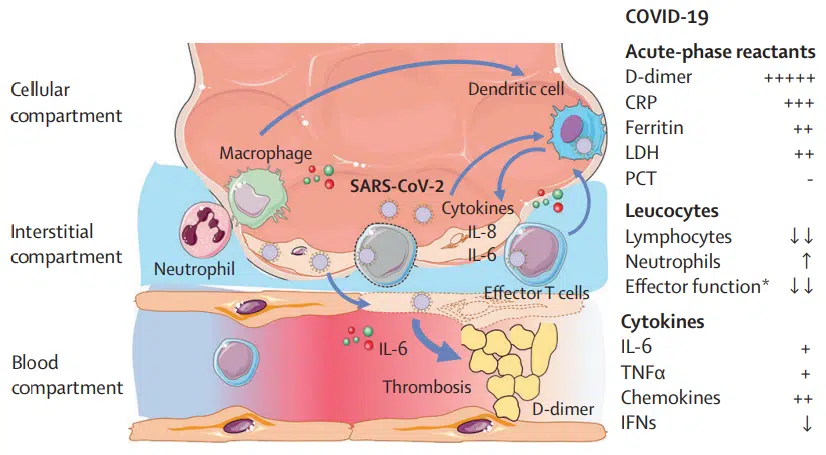 Cellular
compartment
Interstitial
compartment
Blood
compartment
Dendritic cell
Macrophage
SARS-CoV-2
Cytokines
IL-8
IL-6
Neutrophil
Effector T cells
IL-6
Thrombosis
D-dimer
COVID-19
Acute-phase reactants
D-dimer +++++
CRP +++
Ferritin ++
LDH ++
PCT -
Leucocytes
Lymphocytes ↓↓
Neutrophils ↑
Effector function* ↓↓
Cytokines
IL-6 +
TNFα +
Chemokines ++
IFNs ↓